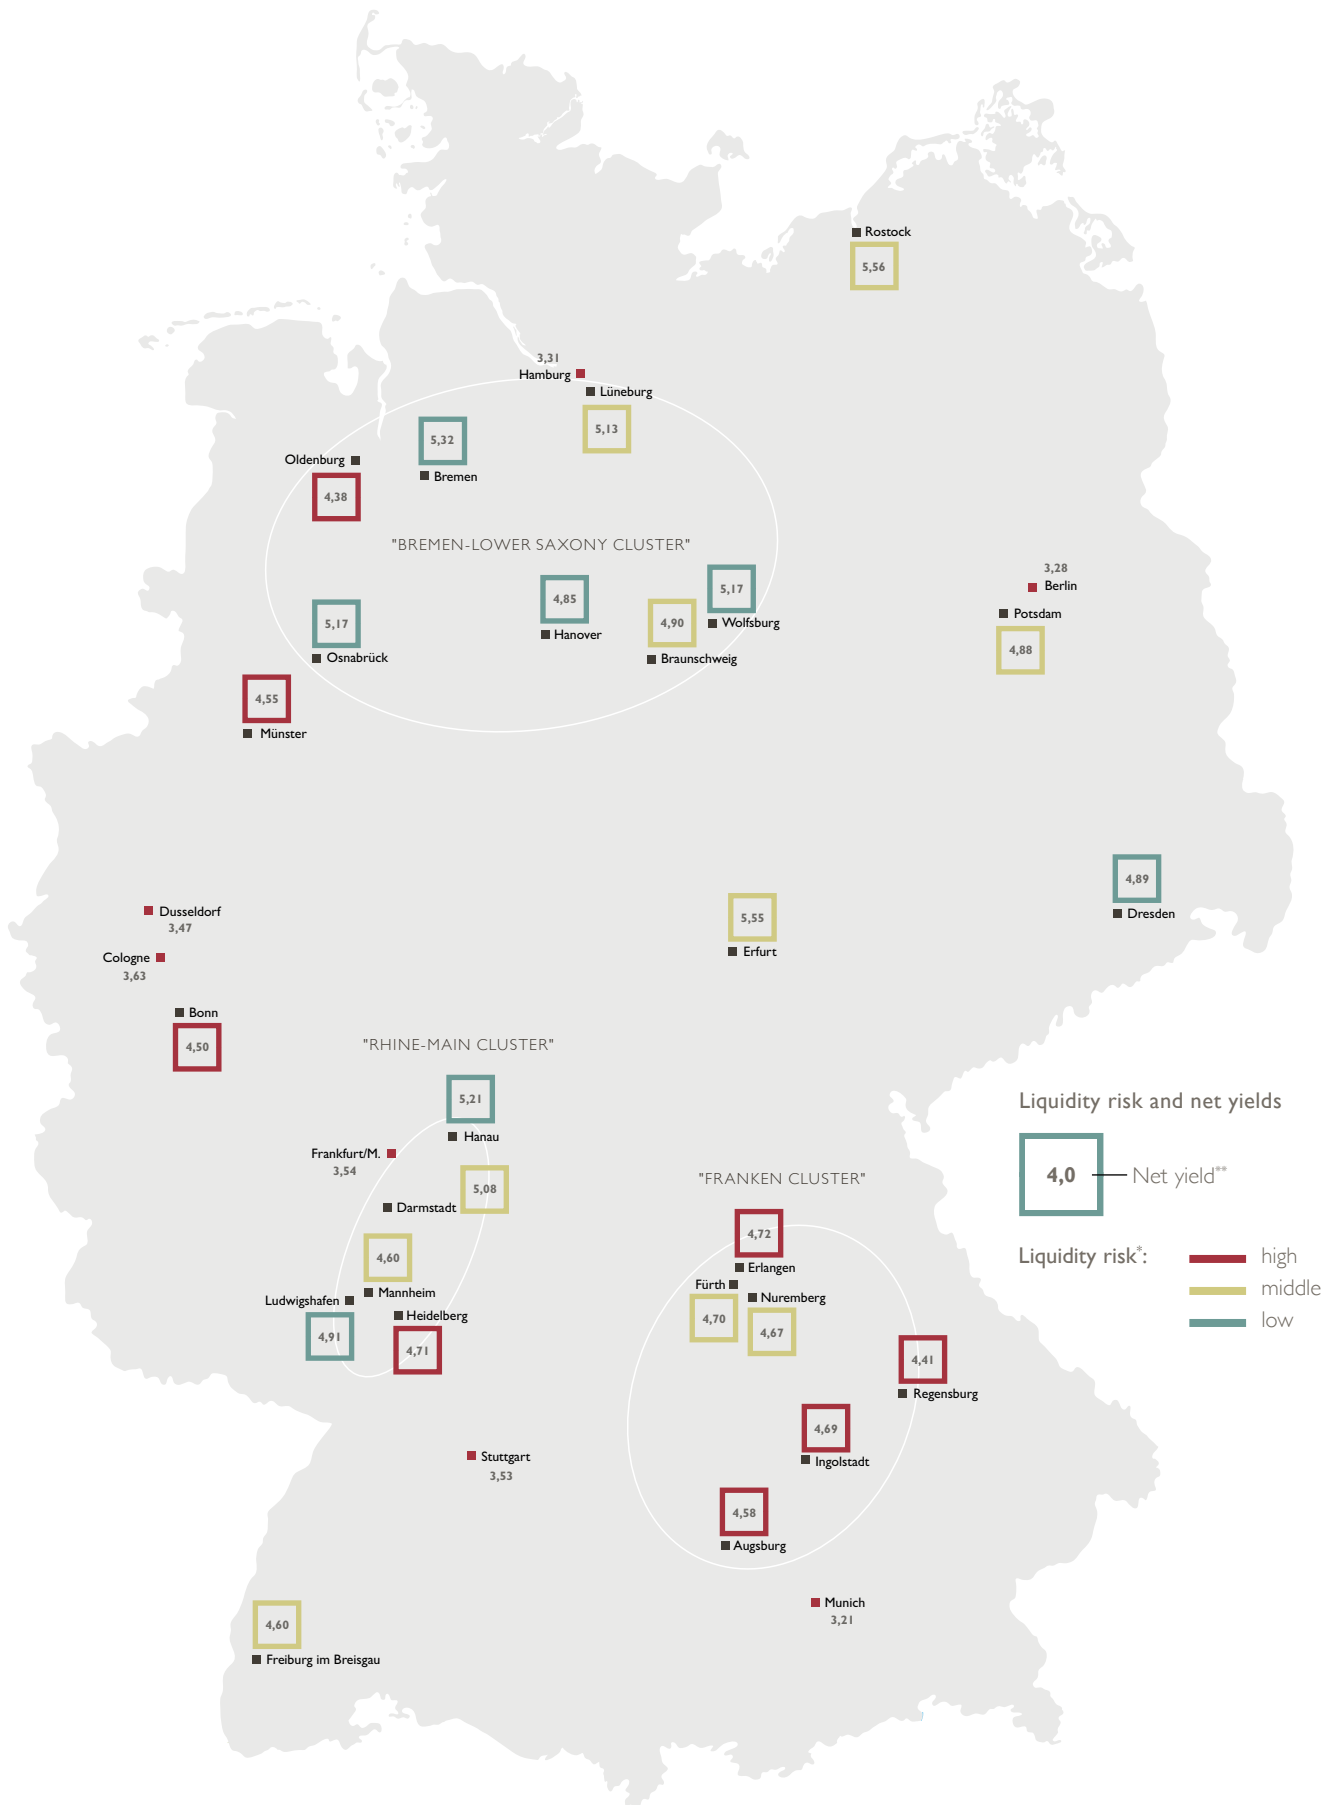 Rostock
5,56
3,31
Hamburg
Lüneburg
5,13
5,32
Bremen
Oldenburg
4,38
"BREMEN-LOWER SAXONY CLUSTER"
5,17
Wolfsburg
4,85
Hanover
4,90
Braunschweig
5,17
Osnabrück
3,28
Berlin
Potsdam
4,88
4,55
Münster
4,89
Dresden
Dusseldorf
3,47
5,55
Erfurt
Cologne
3,63
Bonn
4,50
"RHINE-MAIN CLUSTER"
5,21
Hanau
Frankfurt/M.
3,54
5,08
Darmstadt
4,60
Mannheim
Ludwigshafen
4,91
Heidelberg
4,71
"FRANKEN CLUSTER"
4,72
Erlangen
Fürth
4,70
Nuremberg
4,67
4,41
Regensburg
4,69
Ingolstadt
4,58
Augsburg
Stuttgart
3,53
Munich
3,21
4,60
Freiburg im Breisgau
Liquidity risk and net yields
4,0 Net yield**
Liquidity risk*: high
middle
low